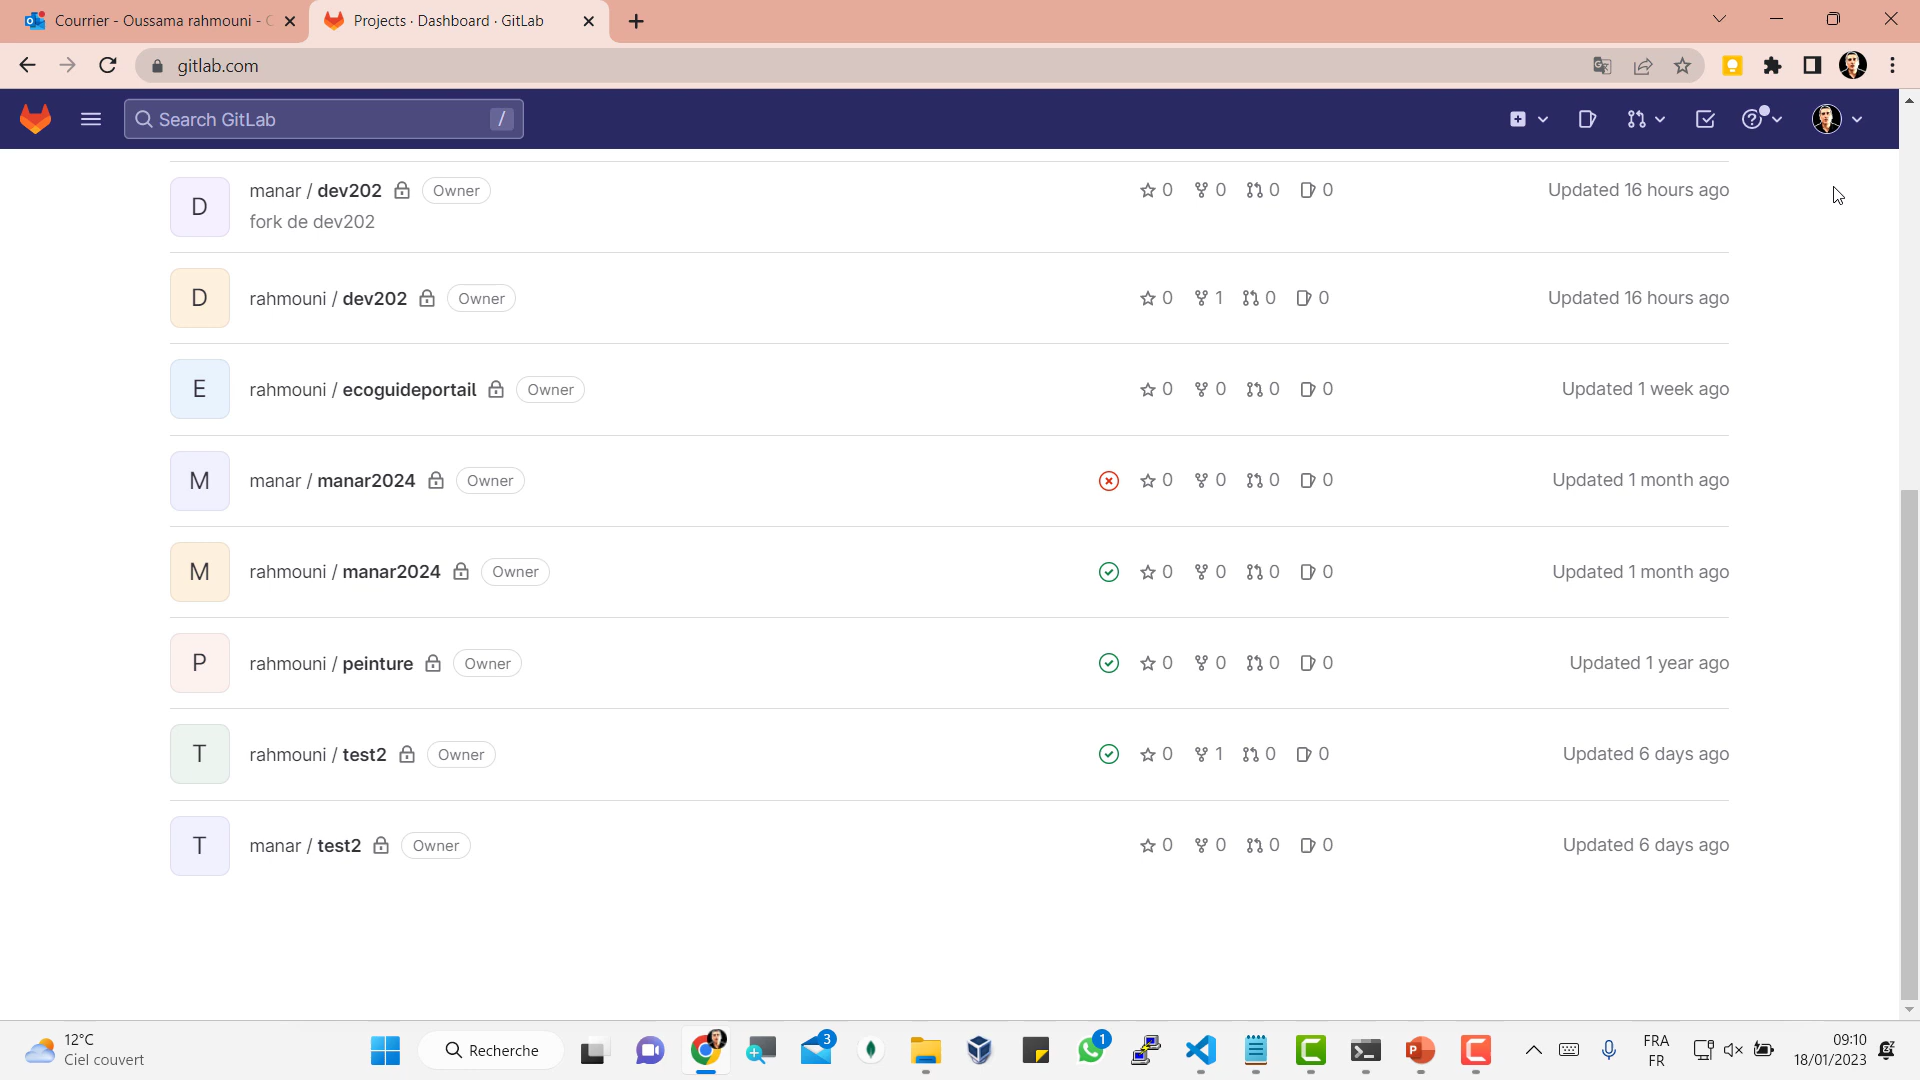 Courrier - Oussama rahmouni -
Projects · Dashboard · GitLab
gitlab.com
Search GitLab /
D manar / dev202 Owner 0 0 0 0 Updated 16 hours ago
fork de dev202
D rahmouni / dev202 Owner 0 1 0 0 Updated 16 hours ago
E rahmouni / ecoguideportail Owner 0 0 0 0 Updated 1 week ago
M manar / manar2024 Owner 0 0 0 0 Updated 1 month ago
M rahmouni / manar2024 Owner 0 0 0 0 Updated 1 month ago
P rahmouni / peinture Owner 0 0 0 0 Updated 1 year ago
T rahmouni / test2 Owner 0 1 0 0 Updated 6 days ago
T manar / test2 Owner 0 0 0 0 Updated 6 days ago
12°C
Ciel couvert
Recherche
3
1
FRA
FR
09:10
18/01/2023